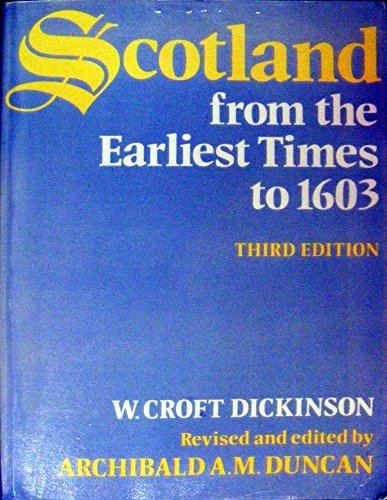 Scotland
from the
Earliest Times
to 1603
THIRD EDITION
W. CROFT DICKINSON
Revised and edited by
ARCHIBALD A. M. DUNCAN